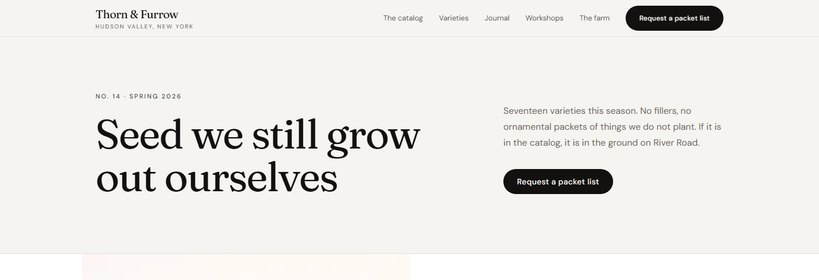 Thorn & Furrow
HUDSON VALLEY, NEW YORK
The catalog
Varieties
Journal
Workshops
The farm
Request a packet list
NO. 14 · SPRING 2026
Seed we still grow
out ourselves
Seventeen varieties this season. No fillers, no
ornamental packets of things we do not plant. If it is
in the catalog, it is in the ground on River Road.
Request a packet list